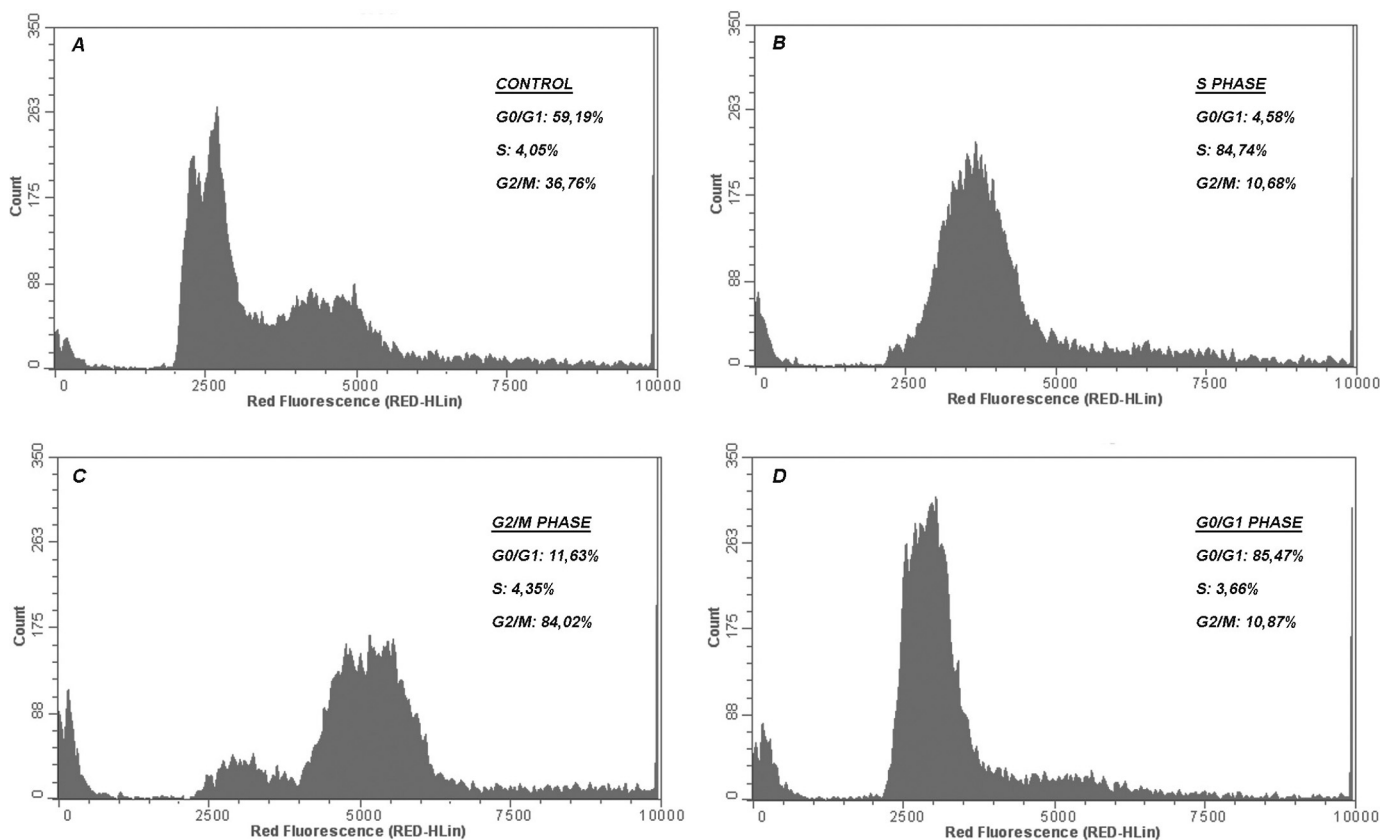 A
CONTROL
G0/G1: 59,19%
S: 4,05%
G2/M: 36,76%
350
263
175
88
0
Count
0 2500 5000 7500 10000
Red Fluorescence (RED-HLin)
B
S PHASE
G0/G1: 4,58%
S: 84,74%
G2/M: 10,68%
350
263
175
88
0
Count
0 2500 5000 7500 10000
Red Fluorescence (RED-HLin)
C
G2/M PHASE
G0/G1: 11,63%
S: 4,35%
G2/M: 84,02%
350
263
175
88
0
Count
0 2500 5000 7500 10000
Red Fluorescence (RED-HLin)
D
G0/G1 PHASE
G0/G1: 85,47%
S: 3,66%
G2/M: 10,87%
350
263
175
88
0
Count
0 2500 5000 7500 10000
Red Fluorescence (RED-HLin)